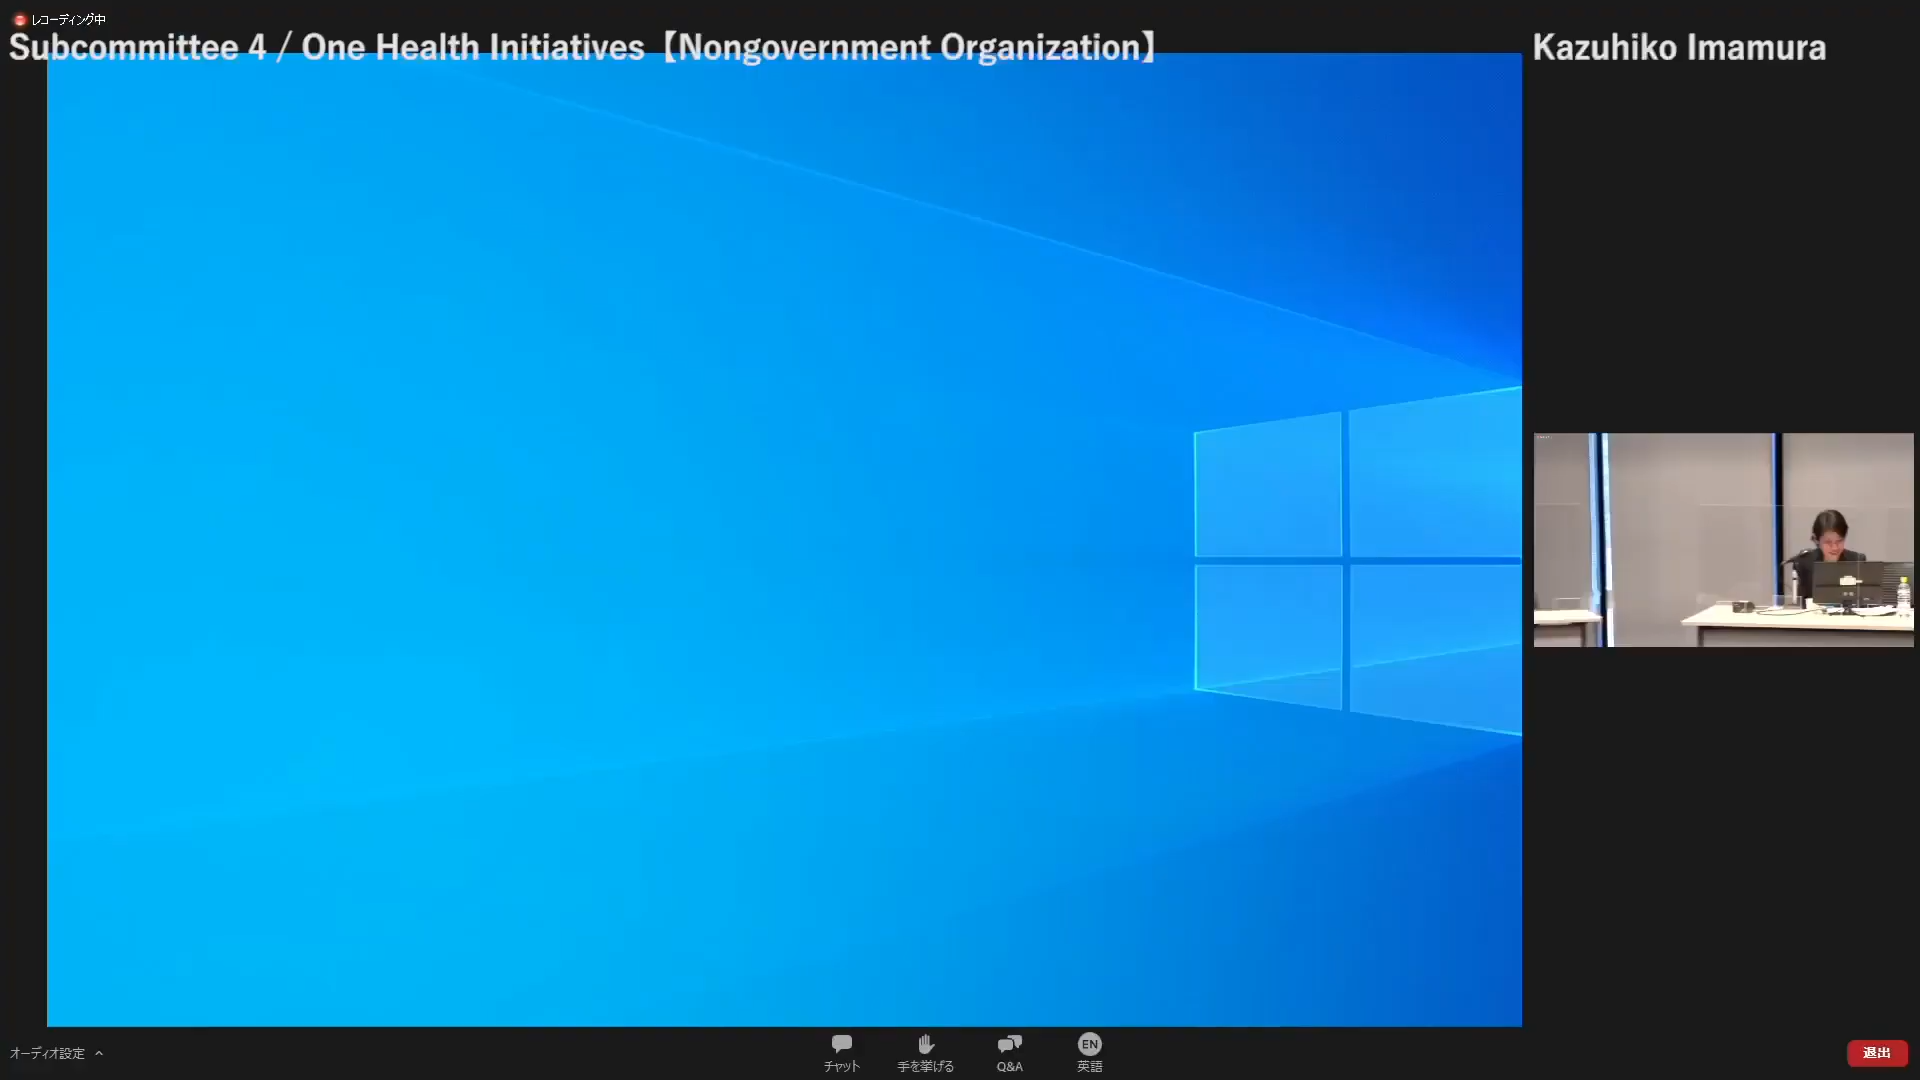 レコーディング中
Subcommittee 4 / One Health Initiatives【Nongovernment Organization】
Kazuhiko Imamura
オーディオ設定
チャット
手を挙げる
Q&A
EN
英語
退出